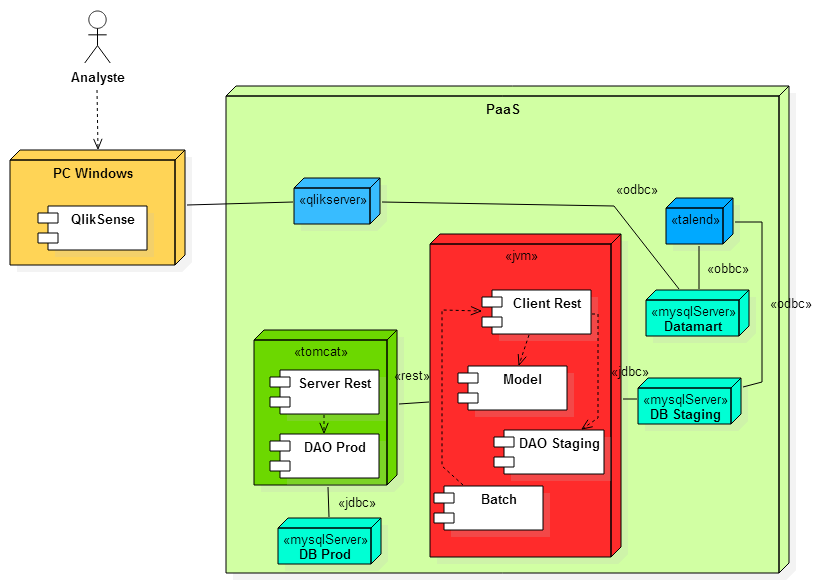 Analyste
PaaS
PC Windows
QlikSense
«qlikserver»
«odbc»
«talend»
«obbc»
«odbc»
«mysqlServer»
Datamart
«jvm»
Client Rest
Model
DAO Staging
Batch
«tomcat»
Server Rest
DAO Prod
«rest»
«jdbc»
«mysqlServer»
DB Staging
«jdbc»
«mysqlServer»
DB Prod